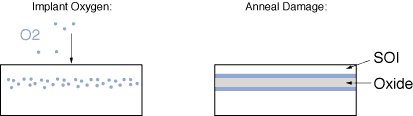 Implant Oxygen:
Anneal Damage:
O2
SOI
Oxide